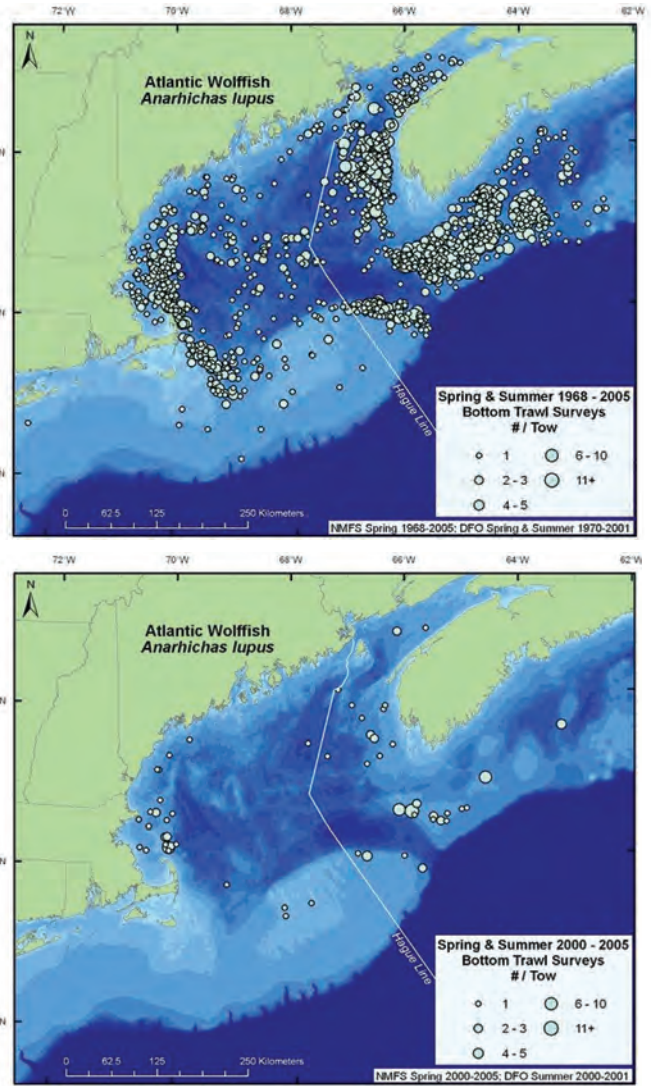 72°W 70°W 68°W 66°W 64°W 62°W
N
Atlantic Wolffish
Anarhichas lupus
N
N
N
Hague Line
Spring & Summer 1968 - 2005
Bottom Trawl Surveys
# / Tow
1 6 - 10
2 - 3 11+
4 - 5
0 62.5 125 250 Kilometers
NMFS Spring 1968-2005; DFO Spring & Summer 1970-2001
72°W 70°W 68°W 66°W 64°W 62°W
N
Atlantic Wolffish
Anarhichas lupus
N
N
N
Hague Line
Spring & Summer 2000 - 2005
Bottom Trawl Surveys
# / Tow
1 6 - 10
2 - 3 11+
4 - 5
0 62.5 125 250 Kilometers
NMFS Spring 2000-2005; DFO Summer 2000-2001